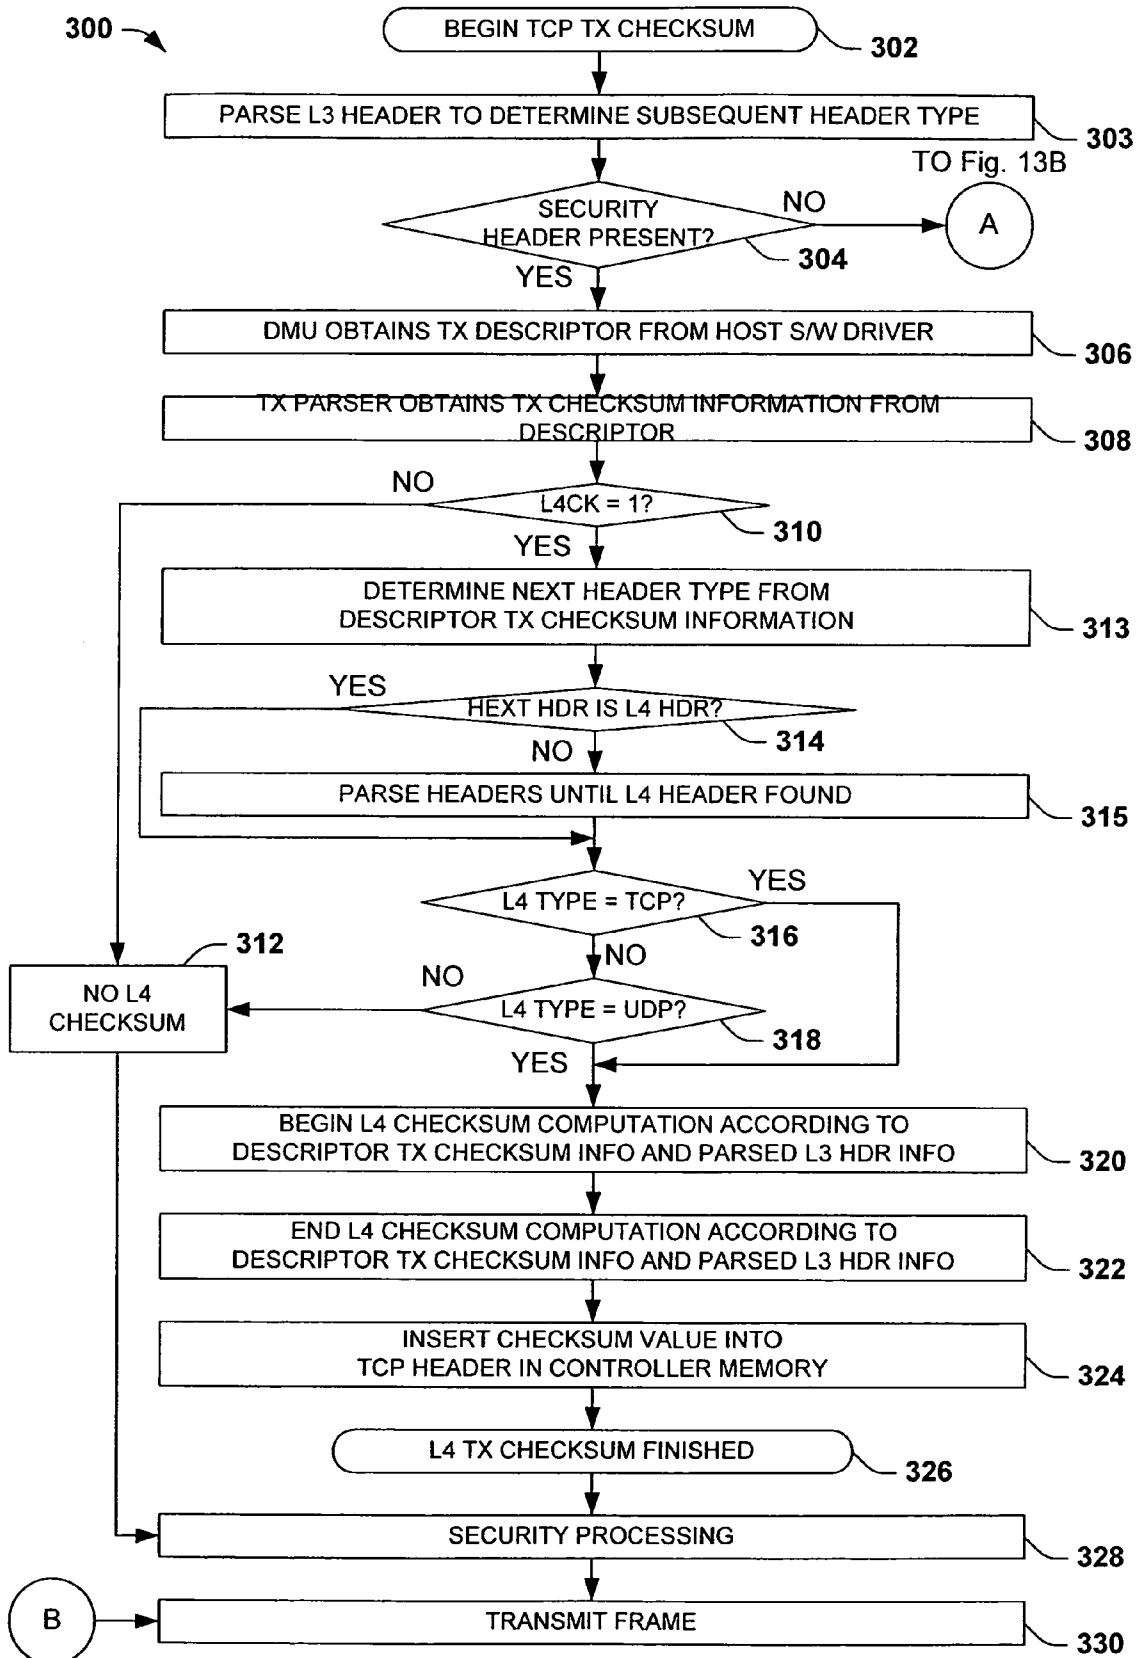 300
BEGIN TCP TX CHECKSUM
302
PARSE L3 HEADER TO DETERMINE SUBSEQUENT HEADER TYPE
303
TO Fig. 13B
SECURITY
HEADER PRESENT?
NO
A
304
YES
DMU OBTAINS TX DESCRIPTOR FROM HOST S/W DRIVER
306
TX PARSER OBTAINS TX CHECKSUM INFORMATION FROM
DESCRIPTOR
308
NO
L4CK = 1?
310
YES
DETERMINE NEXT HEADER TYPE FROM
DESCRIPTOR TX CHECKSUM INFORMATION
313
YES
HEXT HDR IS L4 HDR?
314
NO
PARSE HEADERS UNTIL L4 HEADER FOUND
315
L4 TYPE = TCP?
YES
316
NO
312
NO L4
CHECKSUM
NO
L4 TYPE = UDP?
318
YES
BEGIN L4 CHECKSUM COMPUTATION ACCORDING TO
DESCRIPTOR TX CHECKSUM INFO AND PARSED L3 HDR INFO
320
END L4 CHECKSUM COMPUTATION ACCORDING TO
DESCRIPTOR TX CHECKSUM INFO AND PARSED L3 HDR INFO
322
INSERT CHECKSUM VALUE INTO
TCP HEADER IN CONTROLLER MEMORY
324
L4 TX CHECKSUM FINISHED
326
SECURITY PROCESSING
328
B
TRANSMIT FRAME
330